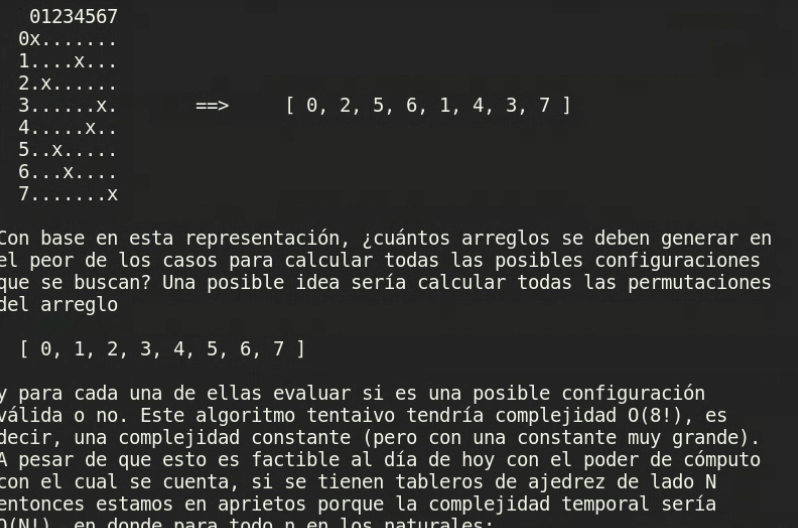 01234567
0x.......
1....x...
2.x......
3......x. ==> [ 0, 2, 5, 6, 1, 4, 3, 7 ]
4.....x..
5..x.....
6...x....
7.......x
Con base en esta representación, ¿cuántos arreglos se deben generar en
el peor de los casos para calcular todas las posibles configuraciones
que se buscan? Una posible idea sería calcular todas las permutaciones
del arreglo
[ 0, 1, 2, 3, 4, 5, 6, 7 ]
y para cada una de ellas evaluar si es una posible configuración
válida o no. Este algoritmo tentaivo tendría complejidad O(8!), es
decir, una complejidad constante (pero con una constante muy grande).
A pesar de que esto es factible al día de hoy con el poder de cómputo
con el cual se cuenta, si se tienen tableros de ajedrez de lado N
entonces estamos en aprietos porque la complejidad temporal sería
O(N!), en donde para todo n en los naturales: